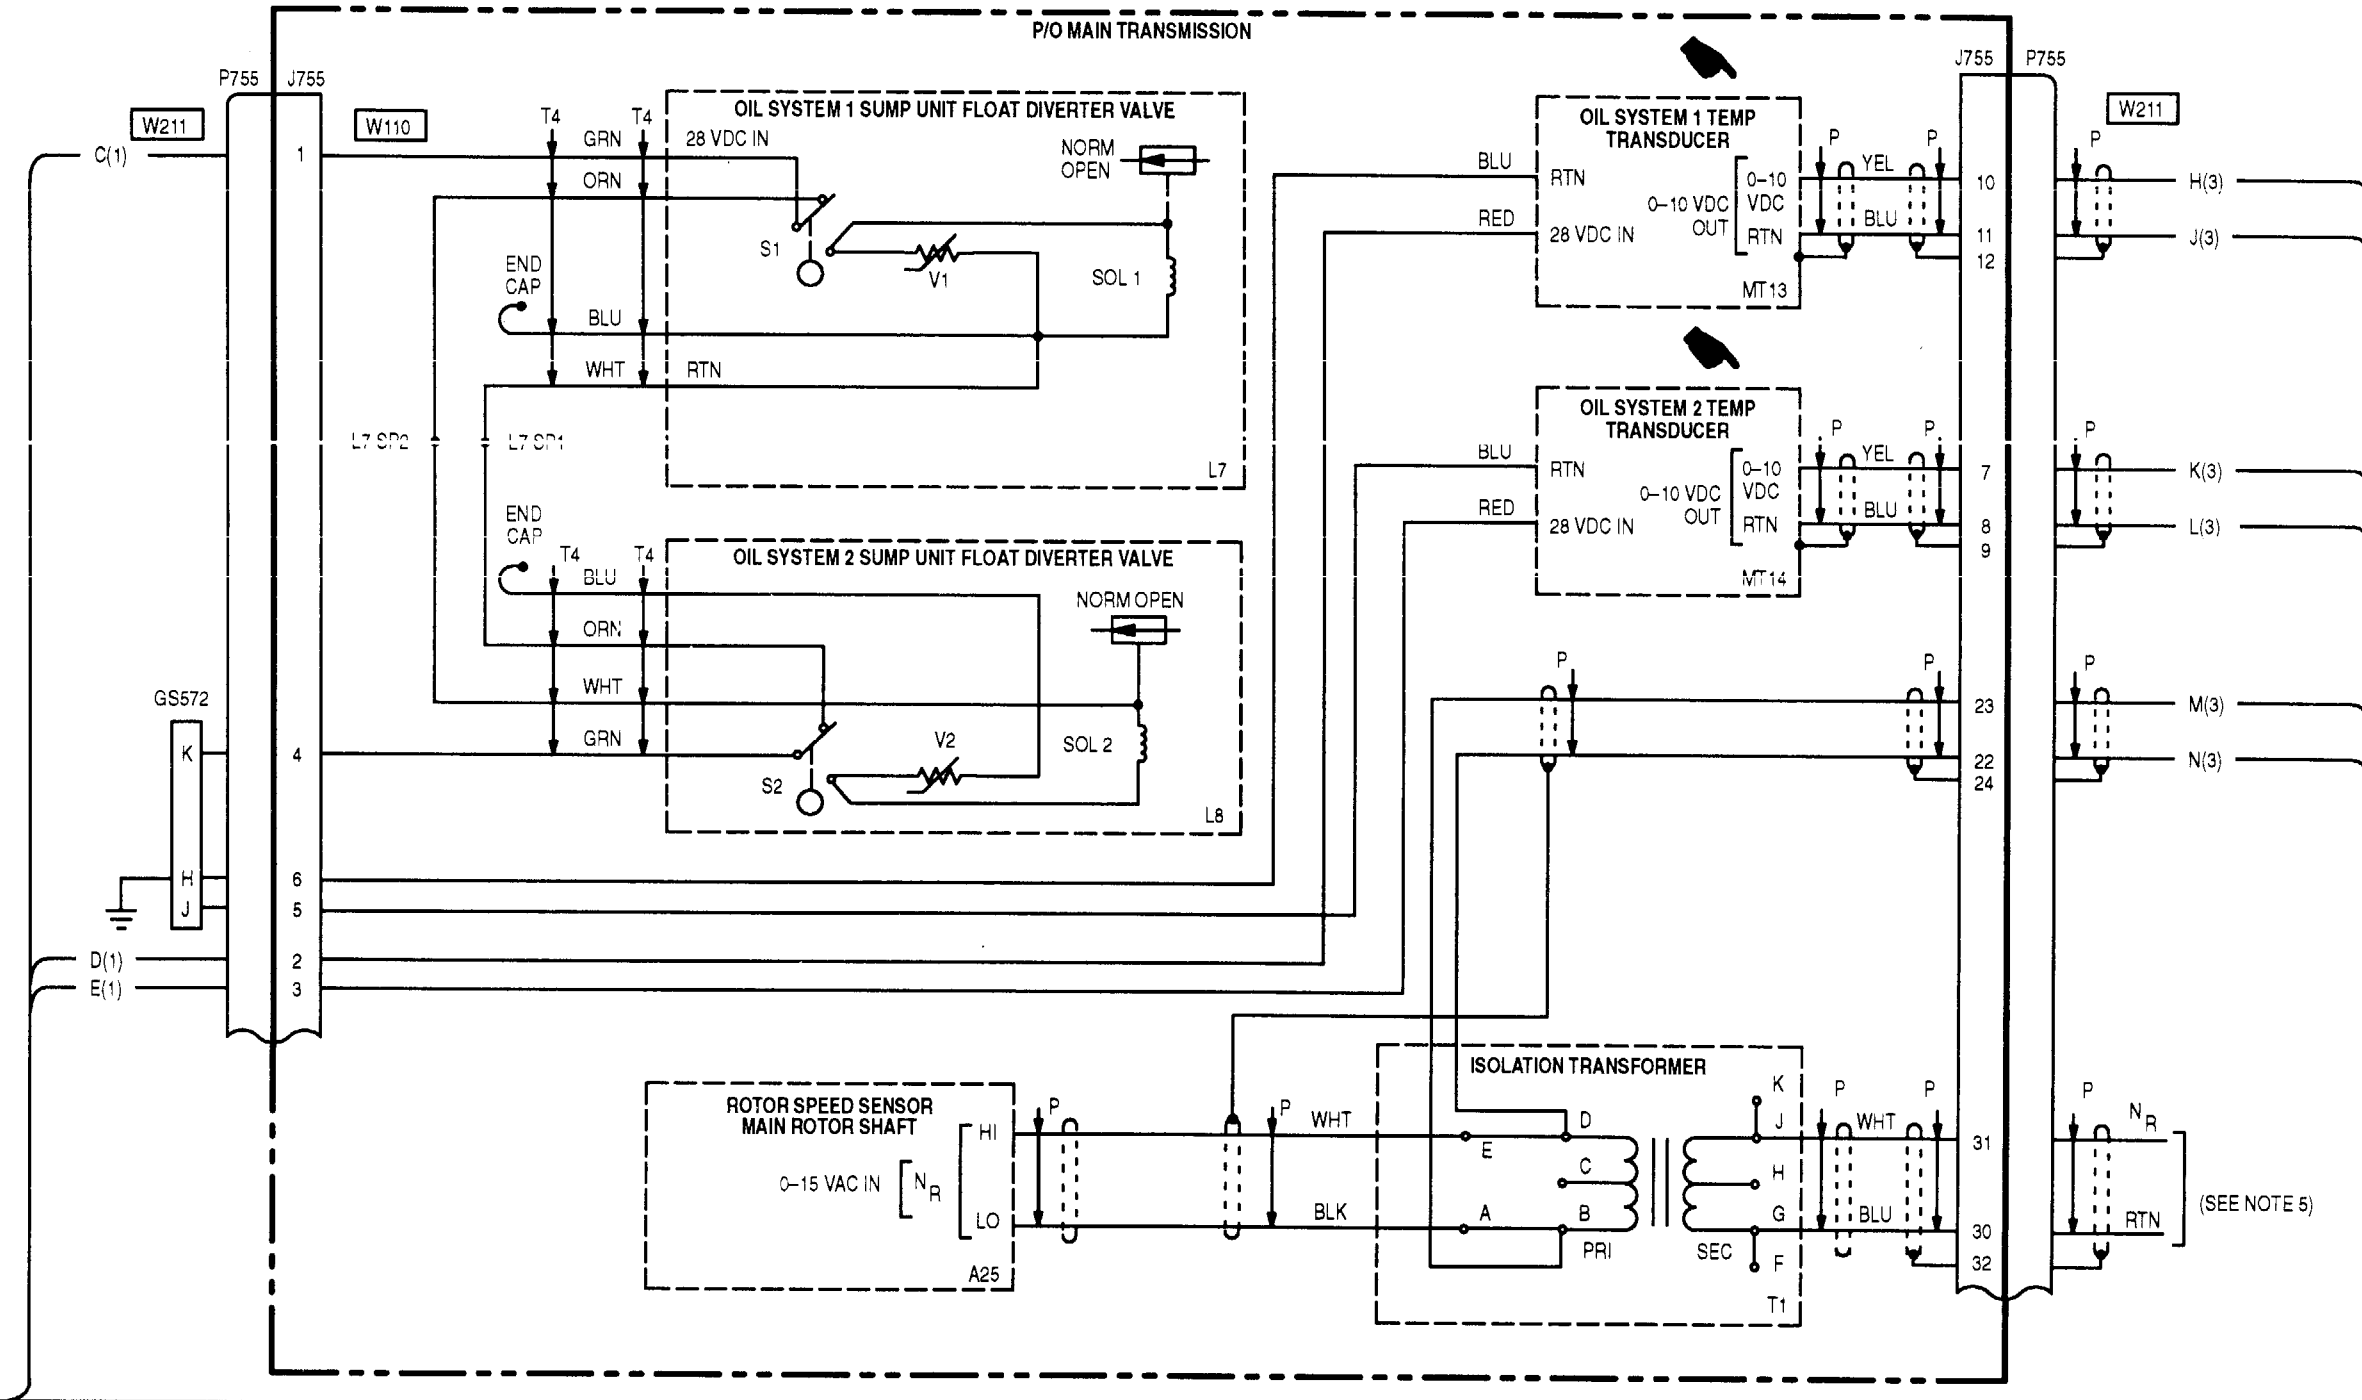 P/O MAIN TRANSMISSION
P755
J755
W211
W110
C(1)
1
T4
T4
GRN
ORN
END
CAP
BLU
WHT
OIL SYSTEM 1 SUMP UNIT FLOAT DIVERTER VALVE
28 VDC IN
NORM
OPEN
S1
V1
SOL 1
RTN
L7
L7 SP2
L7 SP1
END
CAP
T4
T4
BLU
ORN
WHT
GRN
OIL SYSTEM 2 SUMP UNIT FLOAT DIVERTER VALVE
NORM OPEN
S2
V2
SOL 2
L8
GS572
K
H
J
4
6
5
2
3
D(1)
E(1)
BLU
RED
OIL SYSTEM 1 TEMP
TRANSDUCER
RTN
28 VDC IN
0–10 VDC
OUT
0–10
VDC
RTN
MT13
P
YEL
BLU
P
J755
P755
W211
10
11
12
P
H(3)
J(3)
BLU
RED
OIL SYSTEM 2 TEMP
TRANSDUCER
RTN
28 VDC IN
0–10 VDC
OUT
0–10
VDC
RTN
MT14
P
YEL
BLU
P
7
8
9
P
K(3)
L(3)
P
P
23
22
24
P
M(3)
N(3)
ROTOR SPEED SENSOR
MAIN ROTOR SHAFT
0–15 VAC IN
NR
HI
LO
A25
P
P
WHT
BLK
ISOLATION TRANSFORMER
E
D
C
A
B
PRI
K
J
H
G
F
SEC
T1
P
WHT
BLU
P
31
30
32
P
NR
RTN
(SEE NOTE 5)